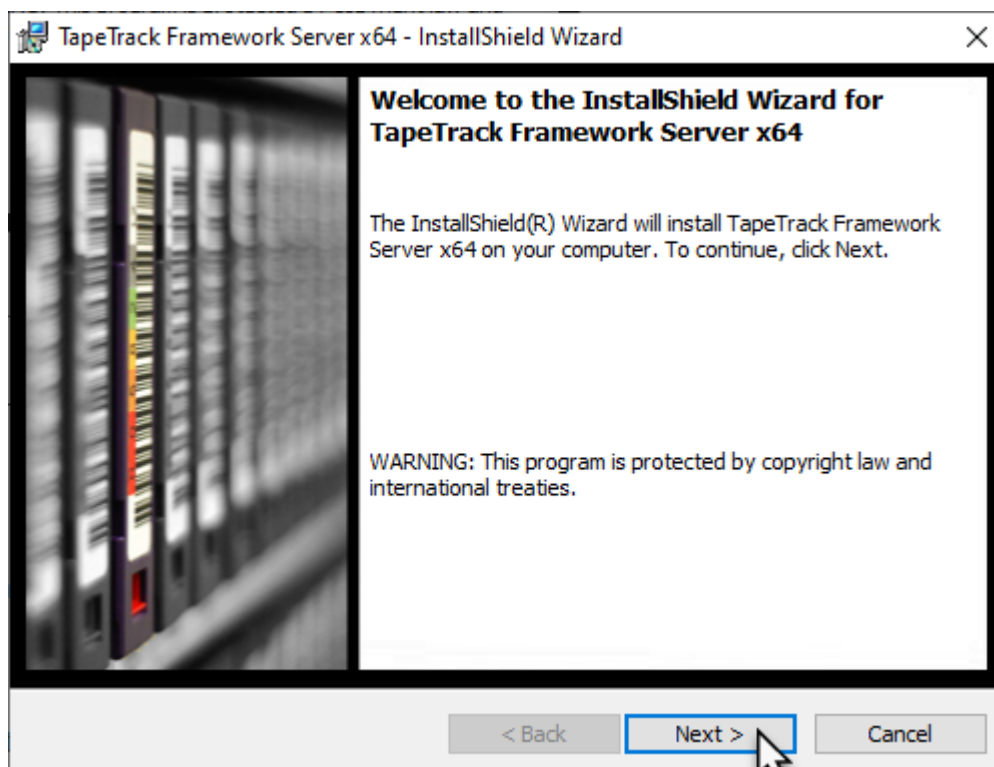 TapeTrack Framework Server x64 - InstallShield Wizard
Welcome to the InstallShield Wizard for
TapeTrack Framework Server x64
The InstallShield(R) Wizard will install TapeTrack Framework
Server x64 on your computer. To continue, click Next.
WARNING: This program is protected by copyright law and
international treaties.
< Back
Next >
Cancel